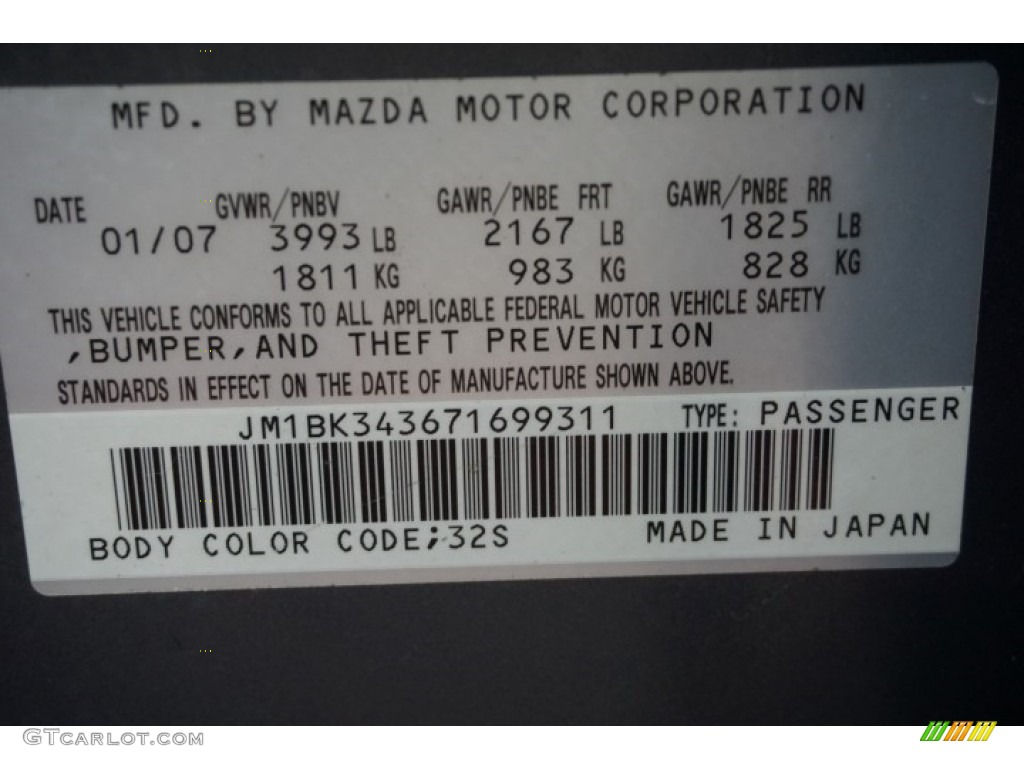 MFD. BY MAZDA MOTOR CORPORATION
DATE GVWR/PNBV GAWR/PNBE FRT GAWR/PNBE RR
01/07 3993 LB 2167 LB 1825 LB
1811 KG 983 KG 828 KG
THIS VEHICLE CONFORMS TO ALL APPLICABLE FEDERAL MOTOR VEHICLE SAFETY
,BUMPER,AND THEFT PREVENTION
STANDARDS IN EFFECT ON THE DATE OF MANUFACTURE SHOWN ABOVE.
JM1BK343671699311 TYPE: PASSENGER
BODY COLOR CODE;32S MADE IN JAPAN
GTCarlot.com